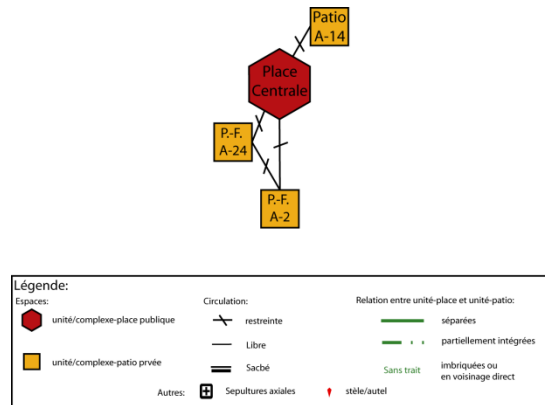 Patio
A-14
Place
Centrale
P.-F.
A-24
P.-F.
A-2
Légende:
Espaces:
Circulation:
Relation entre unité-place et unité-patio:
unité/complexe-place publique
restreinte
séparées
Libre
partiellement intégrées
unité/complexe-patio prvée
Sacbé
Sans trait
imbriquées ou
en voisinage direct
Autres:
Sepultures axiales
stèle/autel